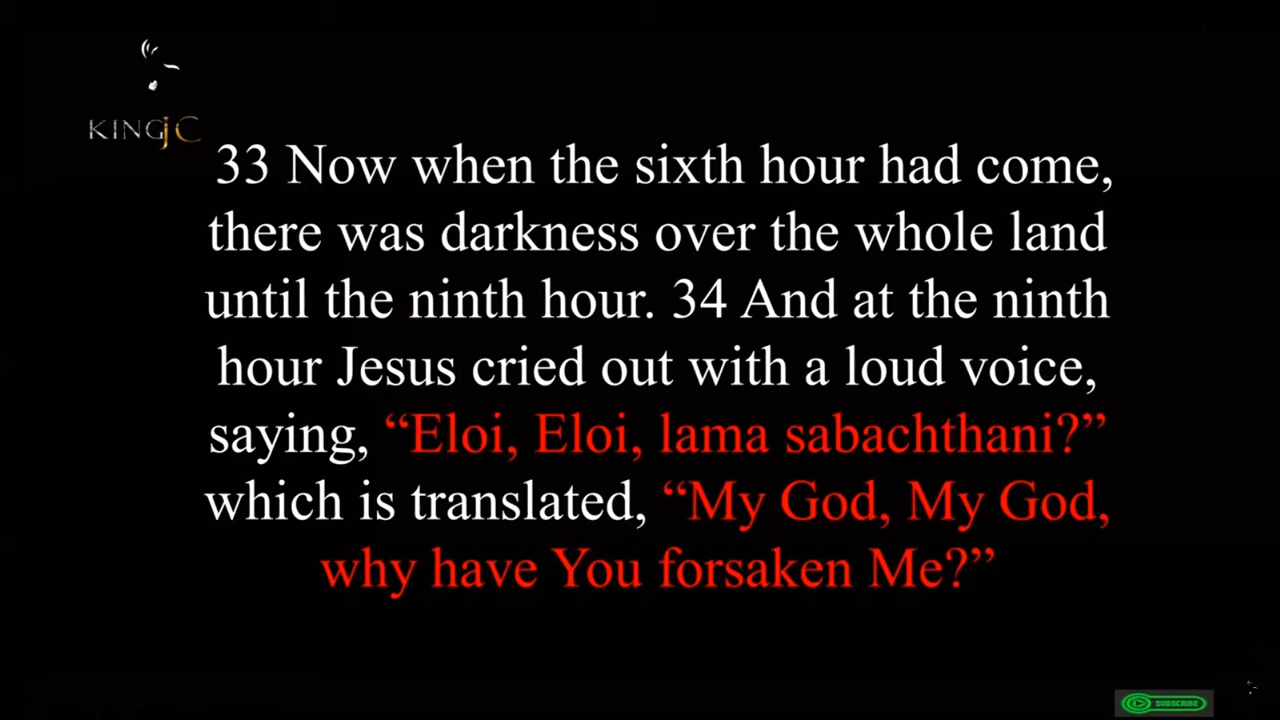 KINGJC
33 Now when the sixth hour had come,
there was darkness over the whole land
until the ninth hour. 34 And at the ninth
hour Jesus cried out with a loud voice,
saying, “Eloi, Eloi, lama sabachthani?”
which is translated, “My God, My God,
why have You forsaken Me?”
SUBSCRIBE